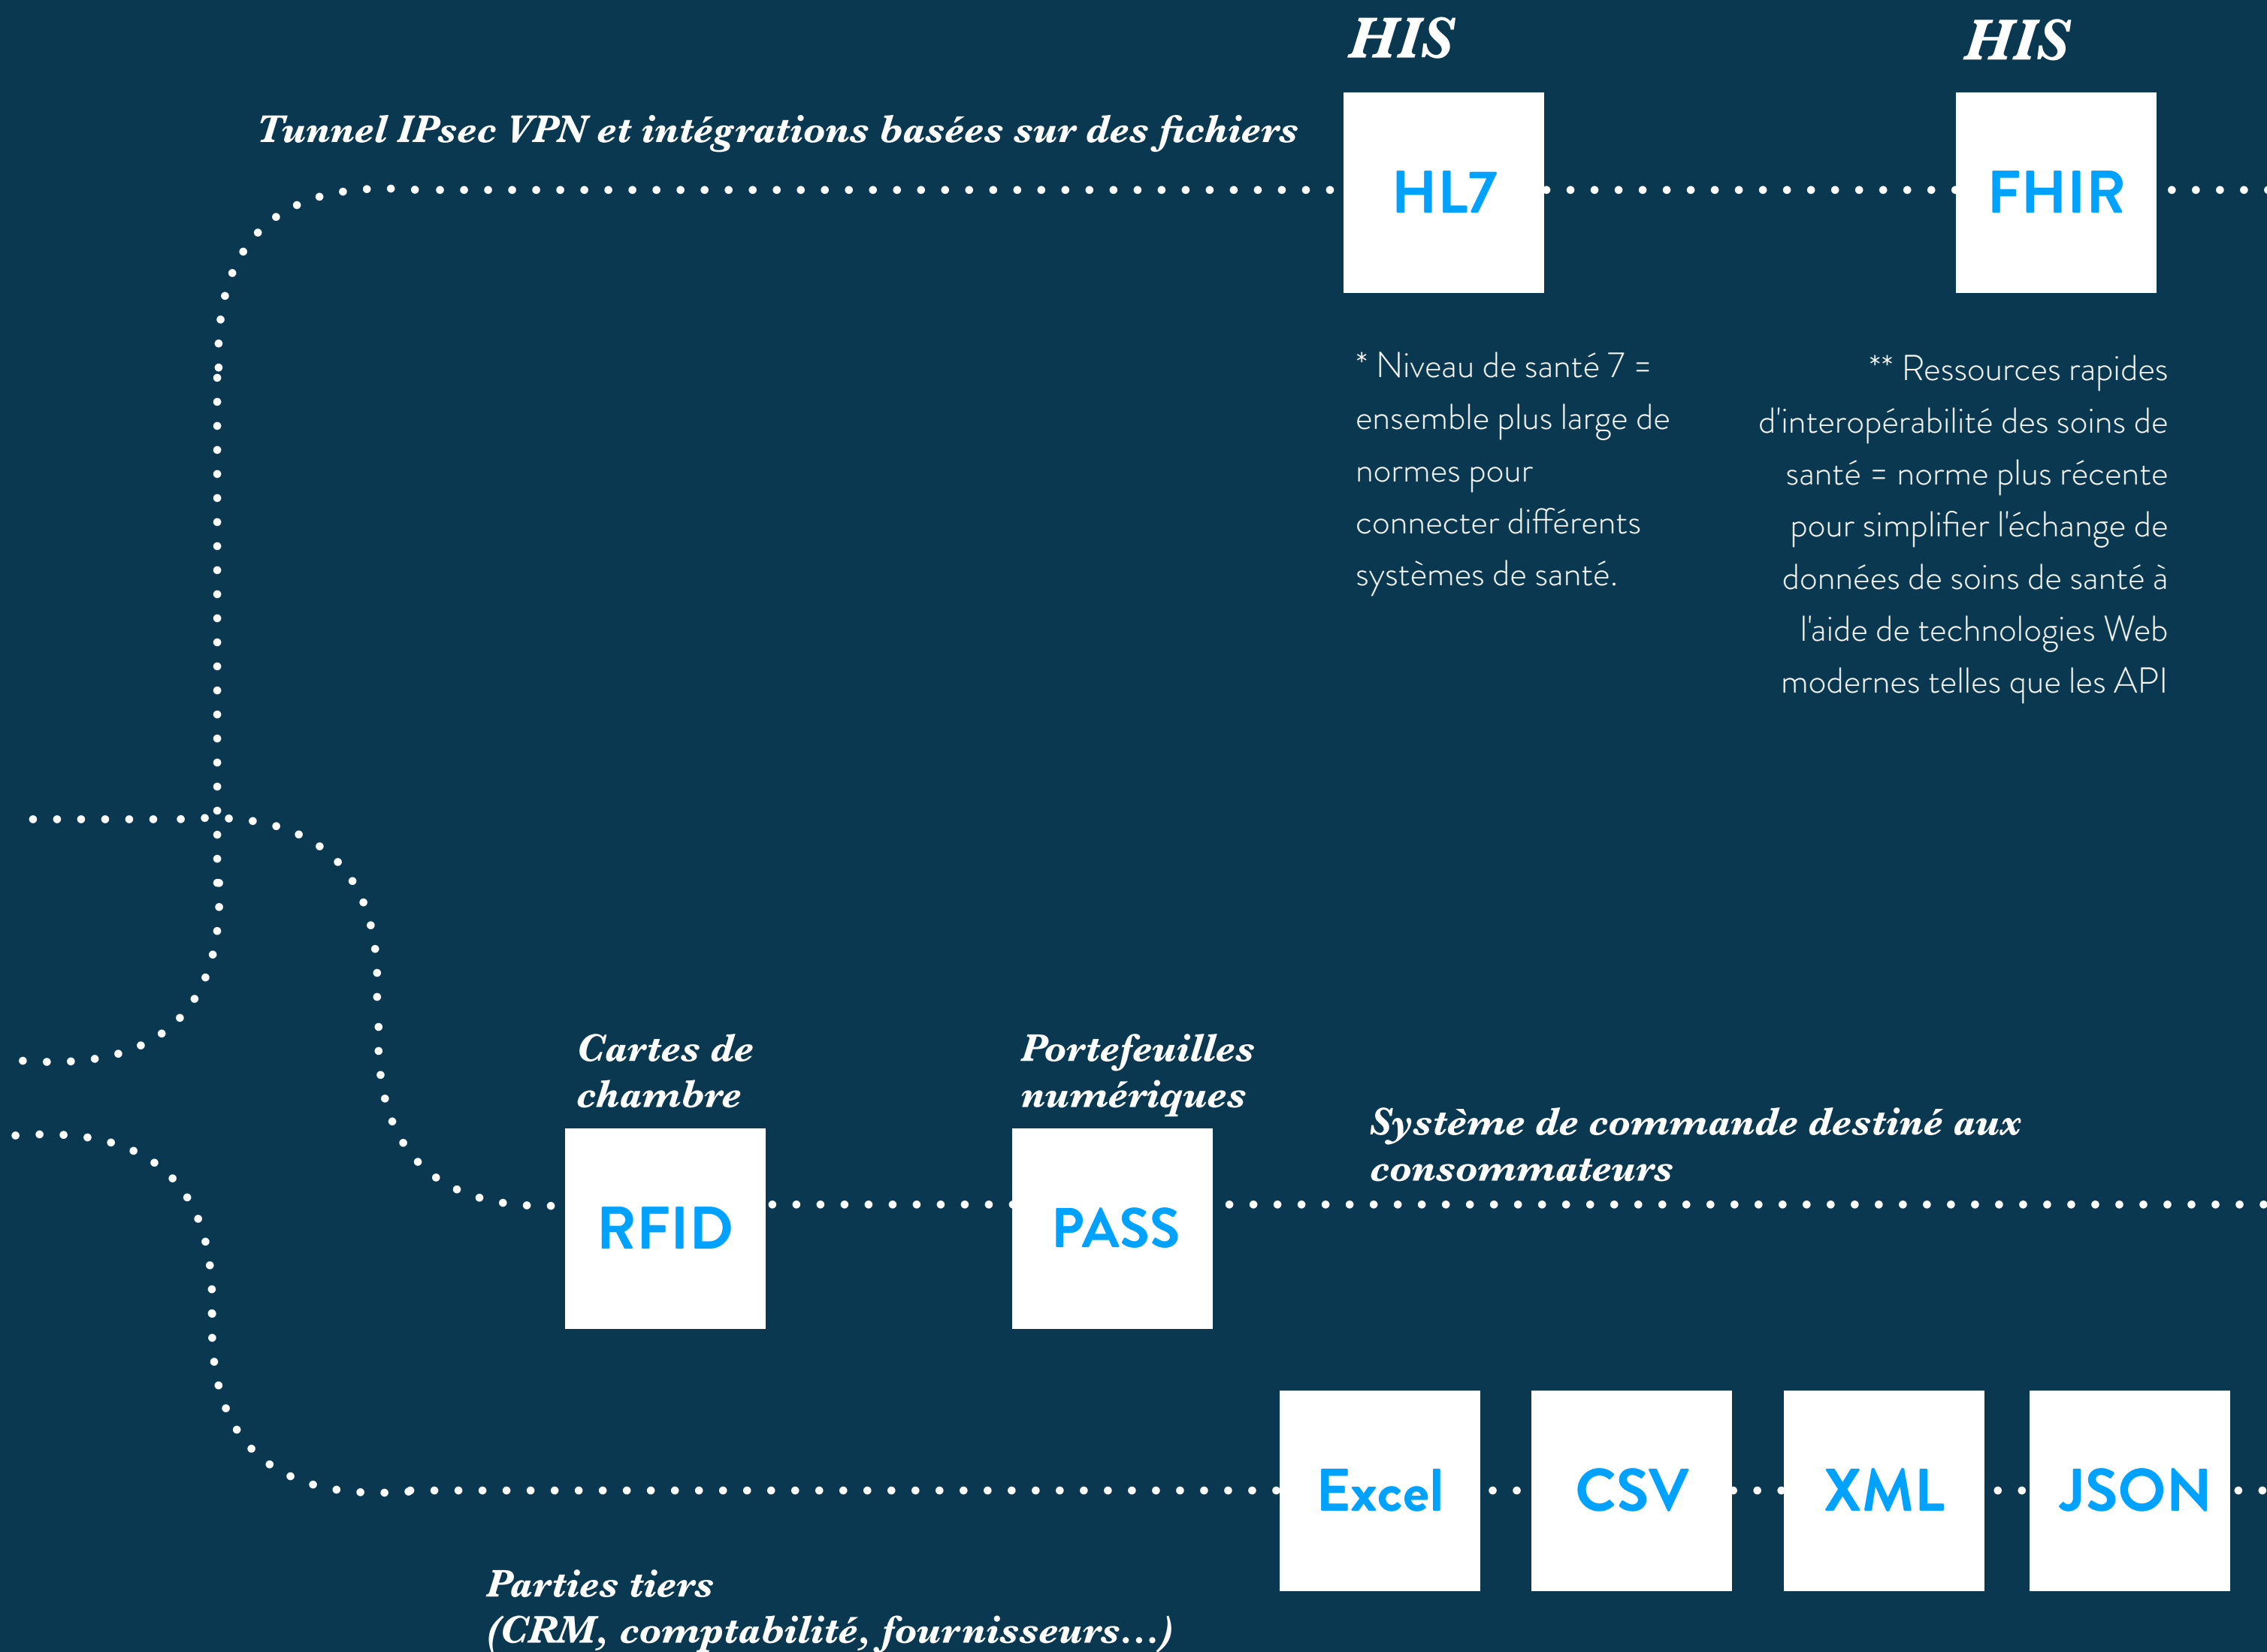 HIS
HIS
Tunnel IPsec VPN et intégrations basées sur des fichiers
HL7
FHIR
* Niveau de santé 7 =
ensemble plus large de
normes pour
connecter différents
systèmes de santé.
** Ressources rapides
d'interopérabilité des soins de
santé = norme plus récente
pour simplifier l'échange de
données de soins de santé à
l'aide de technologies Web
modernes telles que les API
Cartes de
chambre
Portefeuilles
numériques
Système de commande destiné aux
consommateurs
RFID
PASS
Excel
CSV
XML
JSON
Parties tiers
(CRM, comptabilité, fournisseurs...)